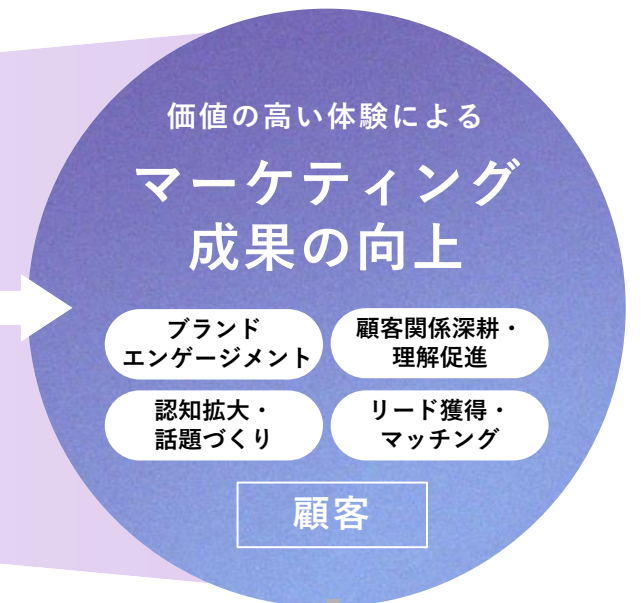 価値の高い体験による
マーケティング
成果の向上
ブランド
エンゲージメント
顧客関係深耕・
理解促進
認知拡大・
話題づくり
リード獲得・
マッチング
顧客